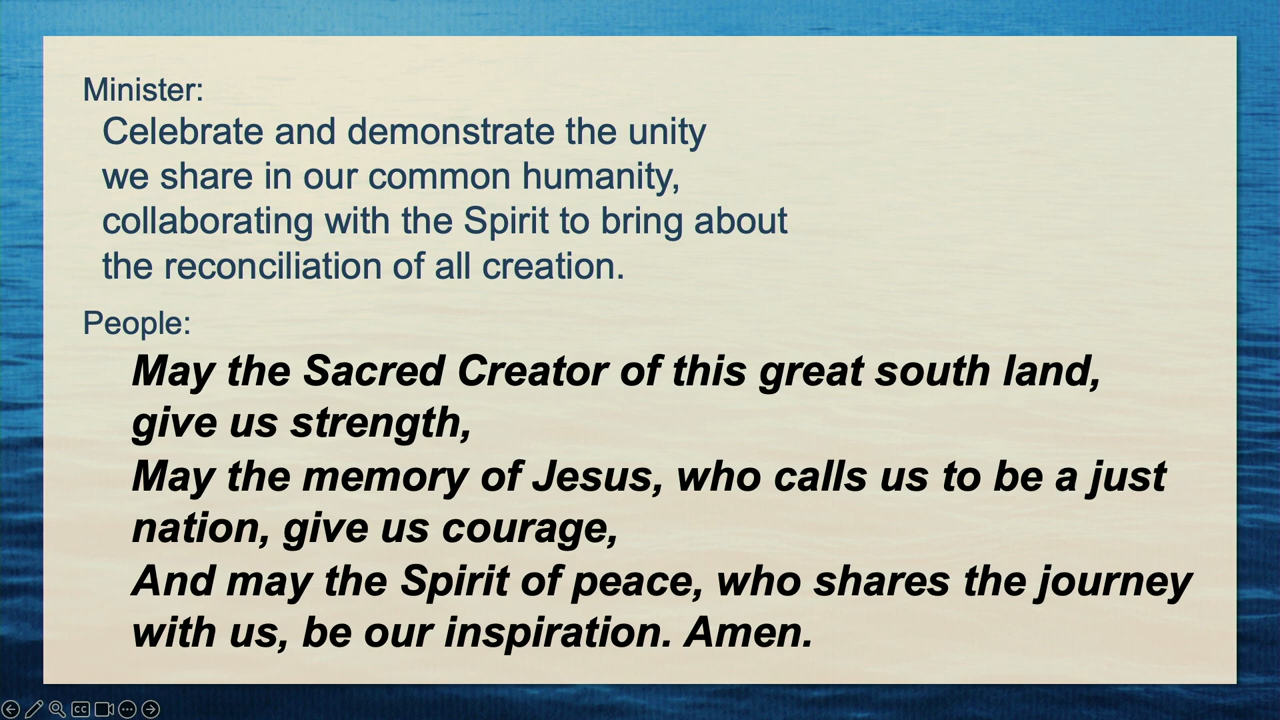 Minister:
Celebrate and demonstrate the unity
we share in our common humanity,
collaborating with the Spirit to bring about
the reconciliation of all creation.
People:
May the Sacred Creator of this great south land,
give us strength,
May the memory of Jesus, who calls us to be a just
nation, give us courage,
And may the Spirit of peace, who shares the journey
with us, be our inspiration. Amen.
CC